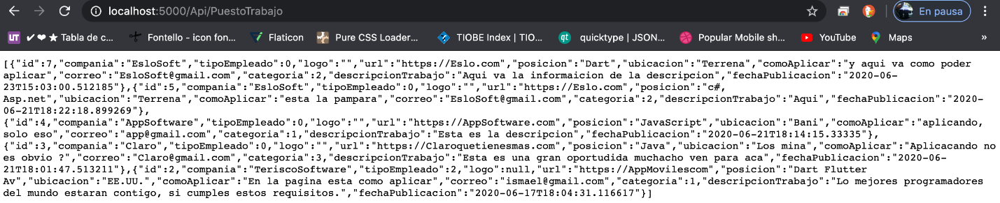 localhost:5000/Api/PuestoTrabajo
En pausa
UT ✔ ❤ ★ Tabla de c... Fontello - icon fon... Flaticon Pure CSS Loader... TIOBE Index | TIO... gt quicktype | JSON... Popular Mobile sh... YouTube Maps »
[{"id":7,"compania":"EsloSoft","tipoEmpleado":0,"logo":"","url":"https://Eslo.com","posicion":"Dart","ubicacion":"Terrena","comoAplicar":"y aqui va como poder
aplicar","correo":"EsloSoft@gmail.com","categoria":2,"descripcionTrabajo":"Aqui va la informaicion de la descripcion","fechaPublicacion":"2020-06-
23T15:03:00.512185"},{"id":5,"compania":"EsloSoft","tipoEmpleado":0,"logo":"","url":"https://Eslo.com","posicion":"c#,
Asp.net","ubicacion":"Terrena","comoAplicar":"esta la pampara","correo":"EsloSoft@gmail.com","categoria":2,"descripcionTrabajo":"Aqui","fechaPublicacion":"2020-
06-21T18:22:18.899269"},
{"id":4,"compania":"AppSoftware","tipoEmpleado":0,"logo":"","url":"https://AppSoftware.com","posicion":"JavaScript","ubicacion":"Bani","comoAplicar":"aplicando,
solo eso","correo":"app@gmail.com","categoria":1,"descripcionTrabajo":"Esta es la descripcion","fechaPublicacion":"2020-06-21T18:14:15.33335"},
{"id":3,"compania":"Claro","tipoEmpleado":0,"logo":"","url":"https://Claroquetienesmas.com","posicion":"Java","ubicacion":"Los mina","comoAplicar":"Aplicacando no
es obvio ?","correo":"Claro@gmail.com","categoria":3,"descripcionTrabajo":"Esta es una gran oportudida muchacho ven para aca","fechaPublicacion":"2020-06-
21T18:01:47.513211"},{"id":2,"compania":"TeriscoSoftware","tipoEmpleado":2,"logo":null,"url":"https://AppMovilescom","posicion":"Dart Flutter
Av","ubicacion":"EE.UU.","comoAplicar":"En la pagina esta como aplicar","correo":"ismael@gmail.com","categoria":1,"descripcionTrabajo":"Lo mejores programadores
del mundo estaran contigo, si cumples estos requisitos.","fechaPublicacion":"2020-06-17T18:04:31.116617"}]